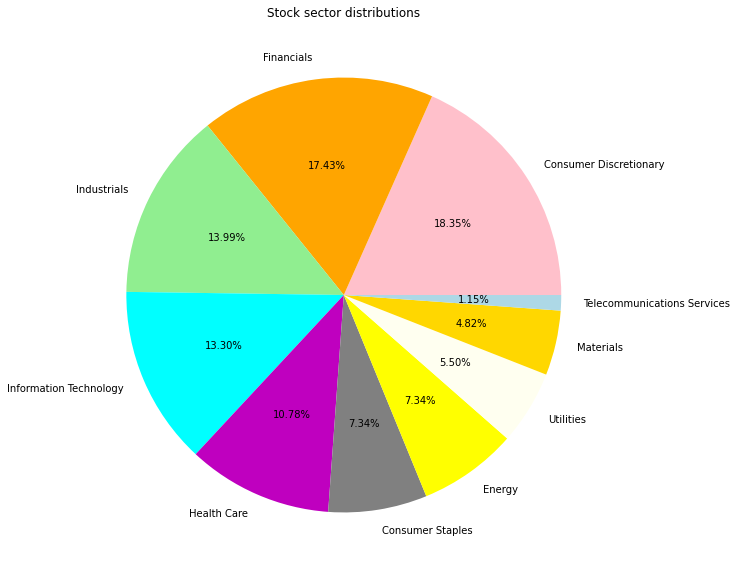 Stock sector distributions
Financials
Consumer Discretionary
17.43%
Industrials
18.35%
13.99%
1.15%
Telecommunications Services
4.82%
13.30%
Materials
5.50%
Information Technology
7.34%
10.78%
7.34%
Utilities
Energy
Health Care
Consumer Staples